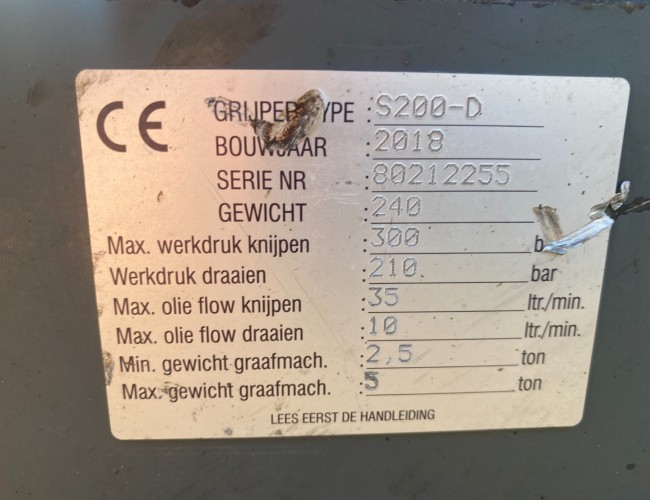 CE
GRIJPERTYPE : S200-D
BOUWJAAR : 2018
SERIE NR : 80212255
GEWICHT : 240
Max. werkdruk knijpen : 300 b
Werkdruk draaien : 210 bar
Max. olie flow knijpen : 35 ltr./min.
Max. olie flow draaien : 10 ltr./min.
Min. gewicht graafmach. : 2,5 ton
Max. gewicht graafmach. : 5 ton
LEES EERST DE HANDLEIDING